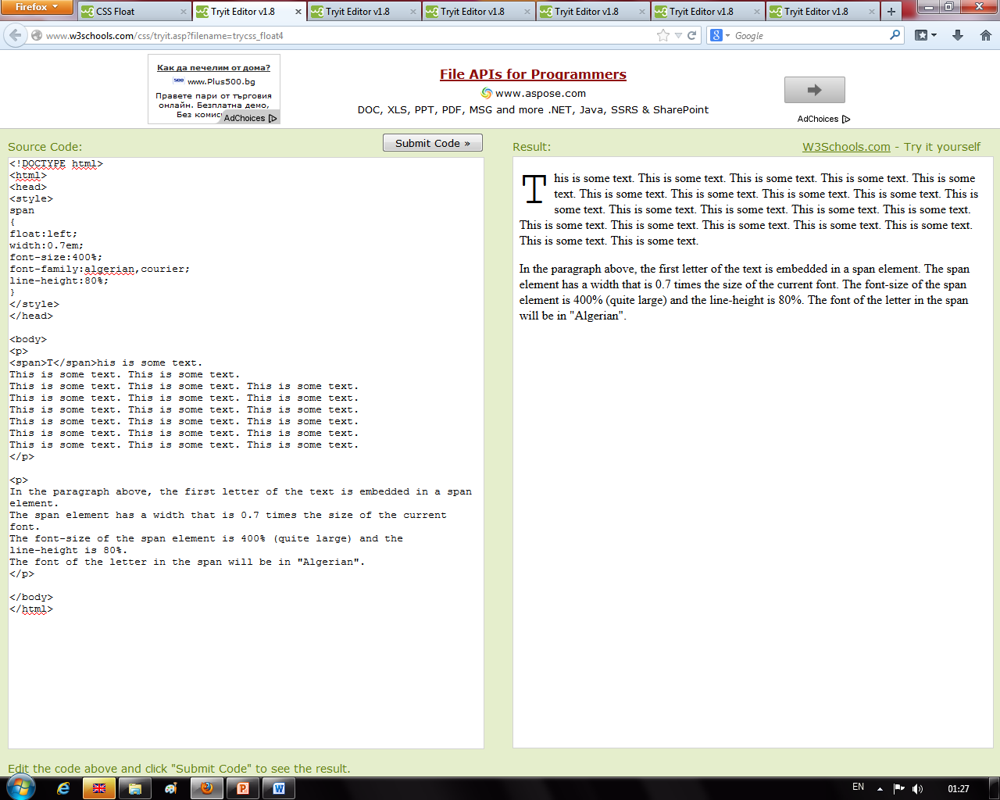 Firefox
CSS Float
Tryit Editor v1.8
Tryit Editor v1.8
Tryit Editor v1.8
Tryit Editor v1.8
Tryit Editor v1.8
Tryit Editor v1.8
www.w3schools.com/css/tryit.asp?filename=trycss_float4
Google
Как да печелим от дома?
500 www.Plus500.bg
Правете пари от търговия
онлайн. Безплатна демо,
Без
AdChoices
File APIs for Programmers
www.aspose.com
DOC, XLS, PPT, PDF, MSG and more .NET, Java, SSRS & SharePoint
AdChoices
Source Code:
Submit Code »
<!DOCTYPE html>
<html>
<head>
<style>
span
{
float:left;
width:0.7em;
font-size:400%;
font-family:algerian,courier;
line-height:80%;
}
</style>
</head>
<body>
<p>
<span>T</span>his is some text.
This is some text. This is some text.
This is some text. This is some text. This is some text.
This is some text. This is some text. This is some text.
This is some text. This is some text. This is some text.
This is some text. This is some text. This is some text.
This is some text. This is some text. This is some text.
This is some text. This is some text. This is some text.
</p>
<p>
In the paragraph above, the first letter of the text is embedded in a span
element.
The span element has a width that is 0.7 times the size of the current
font.
The font-size of the span element is 400% (quite large) and the
line-height is 80%.
The font of the letter in the span will be in "Algerian".
</p>
</body>
</html>
Result:
W3Schools.com - Try it yourself
This is some text. This is some text. This is some text. This is some text. This is some
text. This is some text. This is some text. This is some text. This is some text. This is
some text. This is some text. This is some text. This is some text. This is some text.
This is some text. This is some text. This is some text. This is some text. This is some text.
This is some text. This is some text.
In the paragraph above, the first letter of the text is embedded in a span element. The span
element has a width that is 0.7 times the size of the current font. The font-size of the span
element is 400% (quite large) and the line-height is 80%. The font of the letter in the span
will be in "Algerian".
Edit the code above and click "Submit Code" to see the result.
EN
01:27